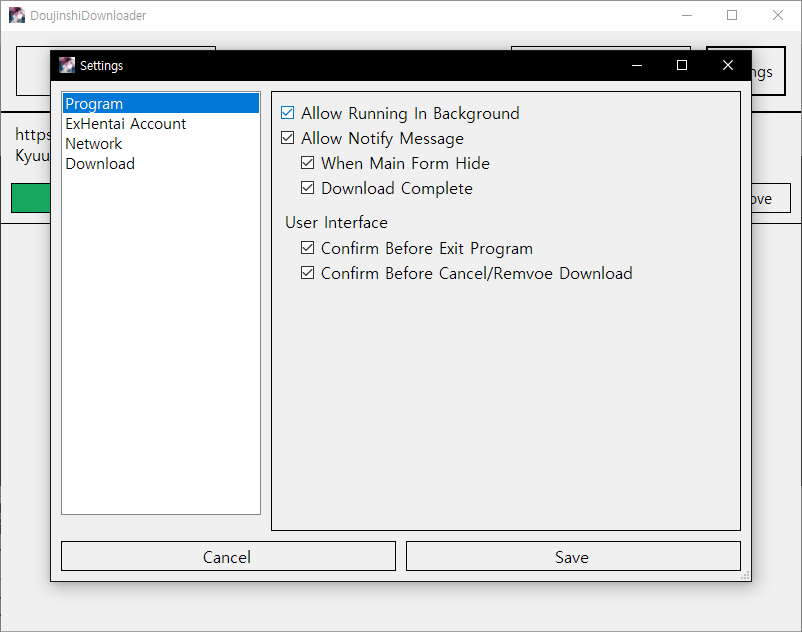 DoujinshiDownloader
Settings
Program
ExHentai Account
Network
Download
Allow Running In Background
Allow Notify Message
When Main Form Hide
Download Complete
User Interface
Confirm Before Exit Program
Confirm Before Cancel/Remvoe Download
Cancel
Save
ngs
https
Kyuu
ove